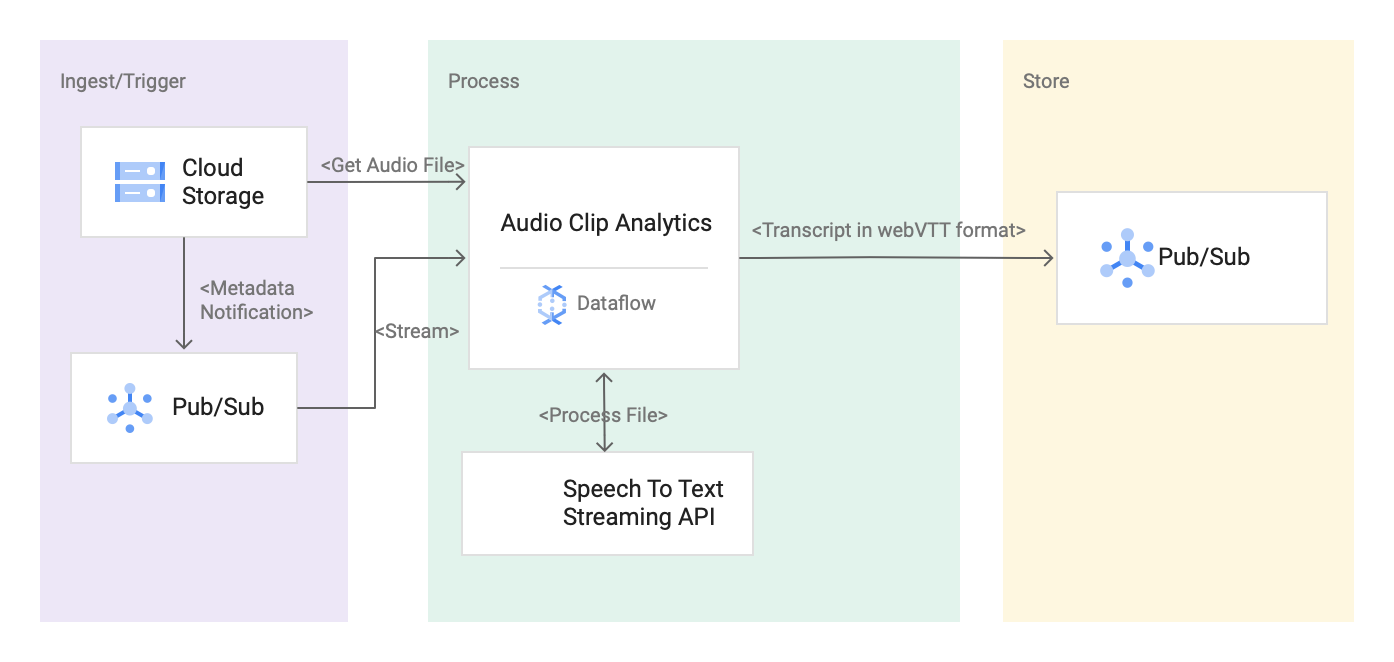 Ingest/Trigger
Cloud
Storage
<Metadata
Notification>
Pub/Sub
<Get Audio File>
<Stream>
Process
Audio Clip Analytics
Dataflow
<Process File>
Speech To Text
Streaming API
<Transcript in webVTT format>
Store
Pub/Sub